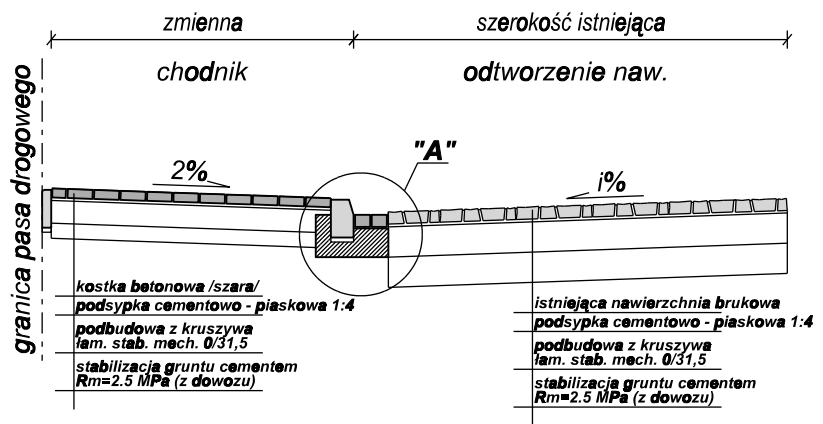 zmienna
szerokość istniejąca
chodnik
odtworzenie naw.
granica pasa drogowego
"A"
2%
i%
kostka betonowa /szara/
podsypka cementowo - piaskowa 1:4
podbudowa z kruszywa
łam. stab. mech. 0/31,5
stabilizacja gruntu cementem
Rm=2.5 MPa (z dowozu)
istniejąca nawierzchnia brukowa
podsypka cementowo - piaskowa 1:4
podbudowa z kruszywa
łam. stab. mech. 0/31,5
stabilizacja gruntu cementem
Rm=2.5 MPa (z dowozu)